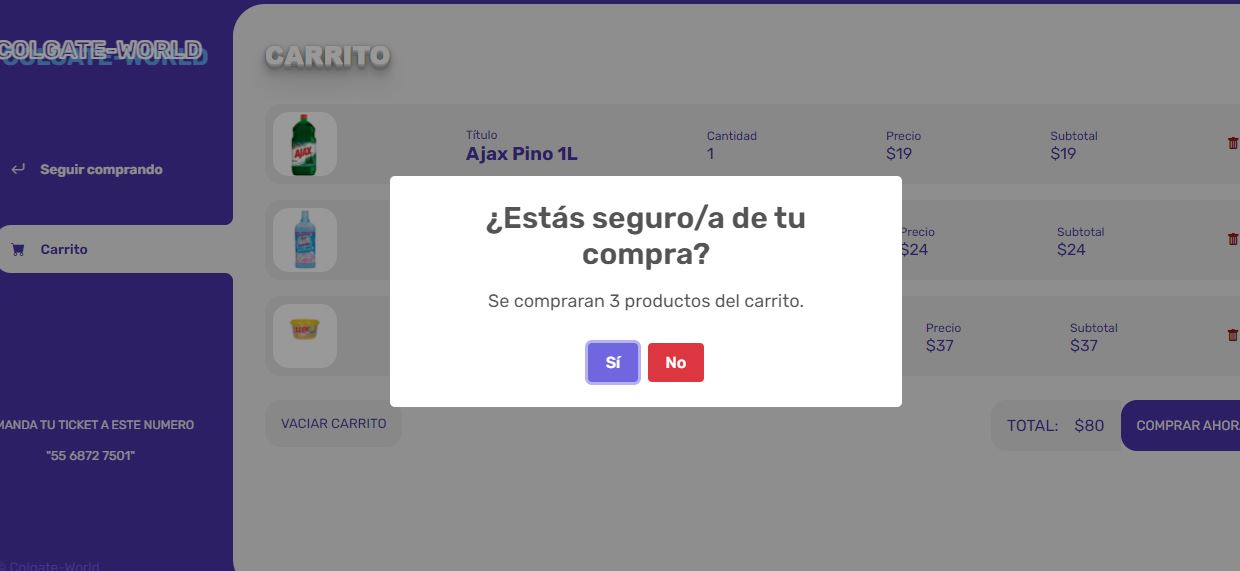 COLGATE-WORLD
Seguir comprando
Carrito
MANDA TU TICKET A ESTE NUMERO
"55 6872 7501"
© Colgate-World
CARRITO
AJAX
Título
Ajax Pino 1L
Cantidad
1
Precio
$19
Subtotal
$19
Precio
$24
Subtotal
$24
Precio
$37
Subtotal
$37
¿Estás seguro/a de tu
compra?
Se compraran 3 productos del carrito.
Sí
No
VACIAR CARRITO
TOTAL: $80
COMPRAR AHORA